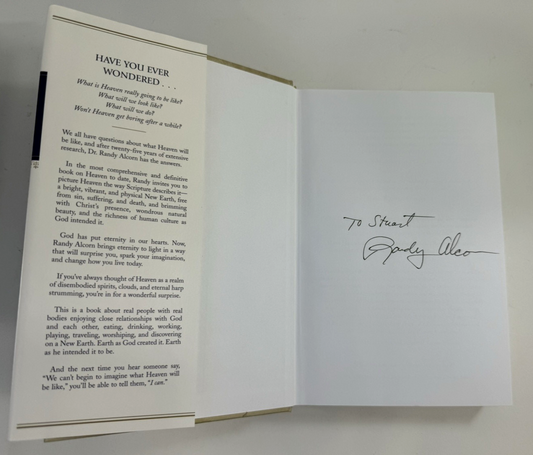 HAVE YOU EVER
WONDERED . . .
What is Heaven really going to be like?
What will we look like?
What will we do?
Won't Heaven get boring after a while?
We all have questions about what Heaven will
be like, and after twenty-five years of extensive
research, Dr. Randy Alcorn has the answers.
In the most comprehensive and definitive
book on Heaven to date, Randy invites you to
picture Heaven the way Scripture describes it—
a bright, vibrant, and physical New Earth, free
from sin, suffering, and death, and brimming
with Christ's presence, wondrous natural
beauty, and the richness of human culture as
God intended it.
God has put eternity in our hearts. Now,
Randy Alcorn brings eternity to light in a way
that will surprise you, spark your imagination,
and change how you live today.
If you've always thought of Heaven as a realm
of disembodied spirits, clouds, and eternal harp
strumming, you're in for a wonderful surprise.
This is a book about real people with real
bodies enjoying close relationships with God
and each other, eating, drinking, working,
playing, traveling, worshiping, and discovering
on a New Earth. Earth as God created it. Earth
as he intended it to be.
And the next time you hear someone say,
"We can't begin to imagine what Heaven will
be like," you'll be able to tell them, "I can."
To Stuart
Randy Alcorn